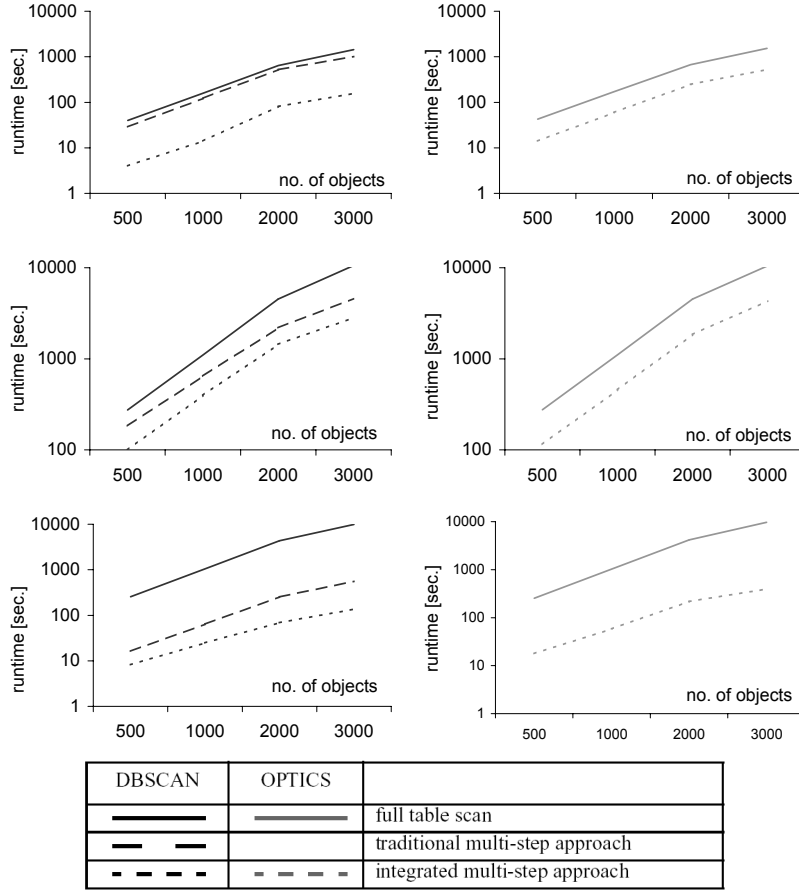 10000
1000
100
10
1
runtime [sec.]
no. of objects
500 1000 2000 3000
10000
1000
100
10
1
runtime [sec.]
no. of objects
500 1000 2000 3000
10000
1000
100
runtime [sec.]
no. of objects
500 1000 2000 3000
10000
1000
100
runtime [sec.]
no. of objects
500 1000 2000 3000
10000
1000
100
10
1
runtime [sec.]
no. of objects
500 1000 2000 3000
10000
1000
100
10
1
runtime [sec.]
no. of objects
500 1000 2000 3000
DBSCAN OPTICS
full table scan
traditional multi-step approach
integrated multi-step approach